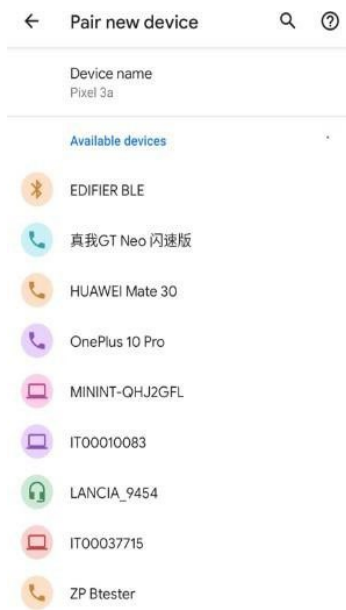 Pair new device
Device name
Pixel 3a
Available devices
EDIFIER BLE
真我GT Neo 闪速版
HUAWEI Mate 30
OnePlus 10 Pro
MININT-QHJ2GFL
IT00010083
LANCIA_9454
IT00037715
ZP Btester